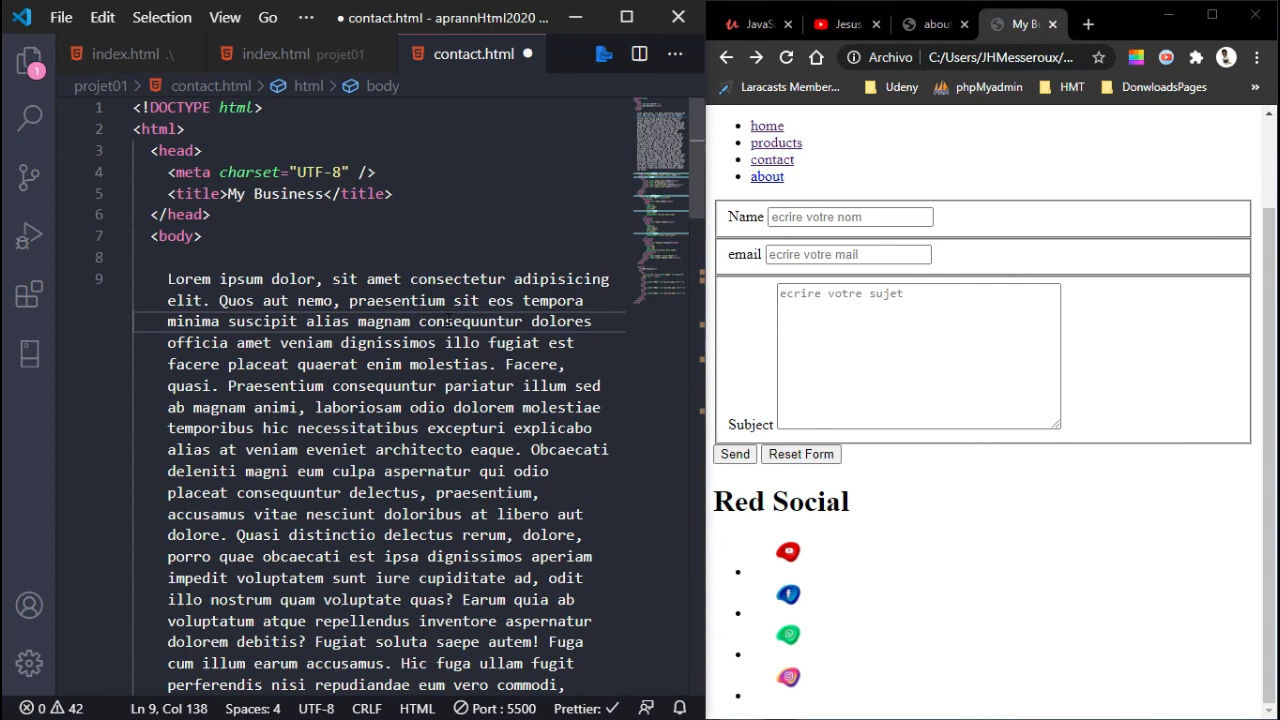 File Edit Selection View Go ··· ● contact.html - aprannHtml2020 ...
index.html .\ index.html projet01 contact.html ●
projet01 > contact.html > html > body
1 <!DOCTYPE html>
2 <html>
3 <head>
4 <meta charset="UTF-8" />
5 <title>My Business</title>
6 </head>
7 <body>
8
9 Lorem ipsum dolor, sit amet consectetur adipisicing
elit. Quos aut nemo, praesentium sit eos tempora
minima suscipit alias magnam consequuntur dolores
officia amet veniam dignissimos illo fugiat est
facere placeat quaerat enim molestias. Facere,
quasi. Praesentium consequuntur pariatur illum sed
ab magnam animi, laboriosam odio dolorem molestiae
temporibus hic necessitatibus excepturi explicabo
alias at veniam eveniet architecto eaque. Obcaecati
deleniti magni eum culpa aspernatur qui odio
placeat consequuntur delectus, praesentium,
accusamus vitae nesciunt doloribus at libero aut
dolore. Quasi distinctio delectus rerum, dolore,
porro quae obcaecati est ipsa dignissimos aperiam
impedit voluptatem sunt iure cupiditate ad, odit
illo nostrum quam voluptate quas? Earum quia ab
voluptatum atque repellendus inventore aspernatur
dolorem debitis? Fugiat soluta saepe autem! Fuga
cum illum earum accusamus. Hic fuga ullam fugit
perferendis nisi repudiandae eum vero commodi,
1
0 42 Ln 9, Col 138 Spaces: 4 UTF-8 CRLF HTML Port : 5500 Prettier: ✓
JavaS Jesus about My B
Archivo C:/Users/JHMesseroux/...
Laracasts Member... Udeny phpMyadmin HMT DonwloadsPages »
home
products
contact
about
Name ecrire votre nom
email ecrire votre mail
ecrire votre sujet
Subject
Send Reset Form
Red Social